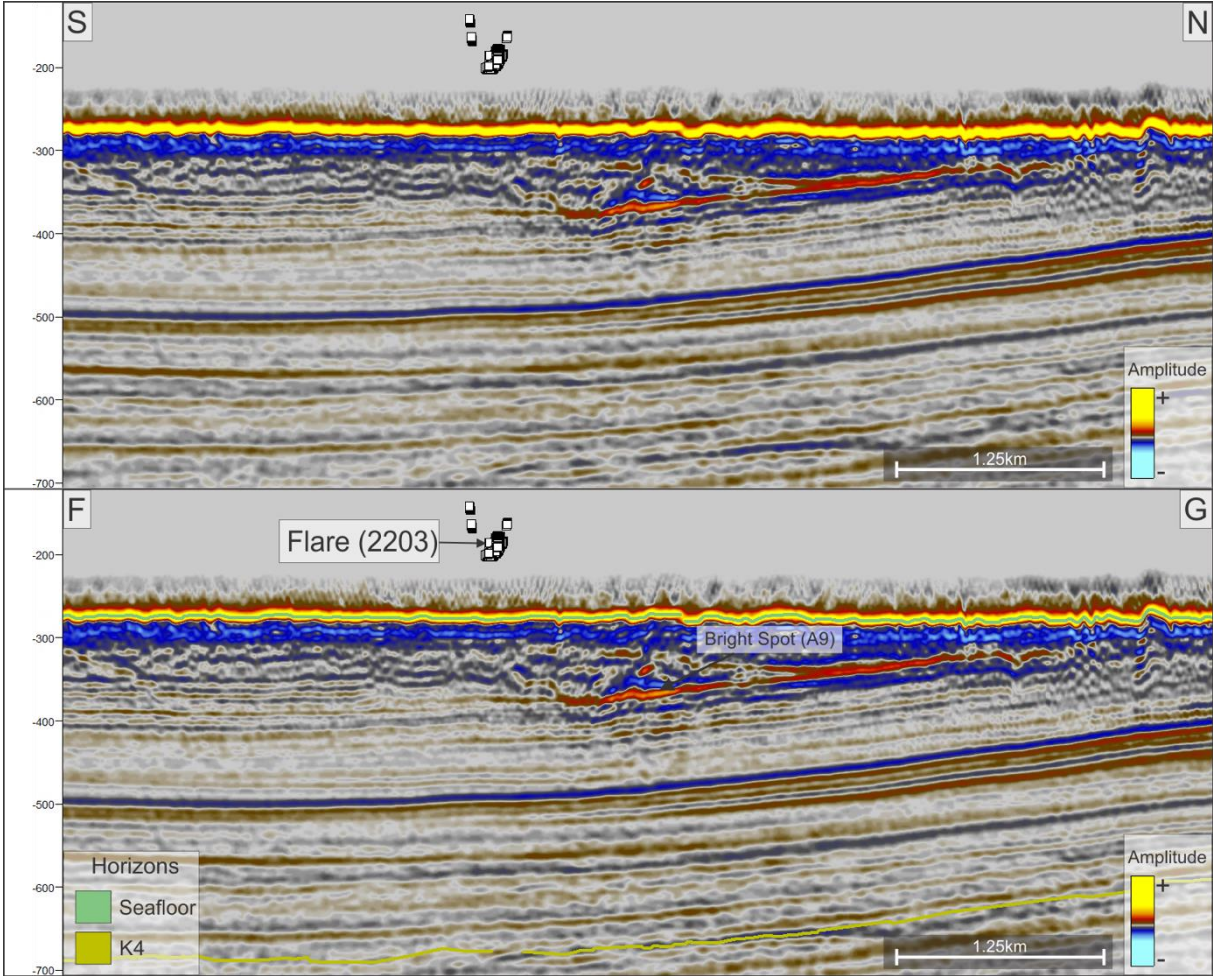 S
N
-200
-300
-400
-500
-600
-700
Amplitude
+
-
1.25km
F
G
Flare (2203)
-200
-300
Bright Spot (A9)
-400
-500
-600
-700
Horizons
Seafloor
K4
Amplitude
+
-
1.25km